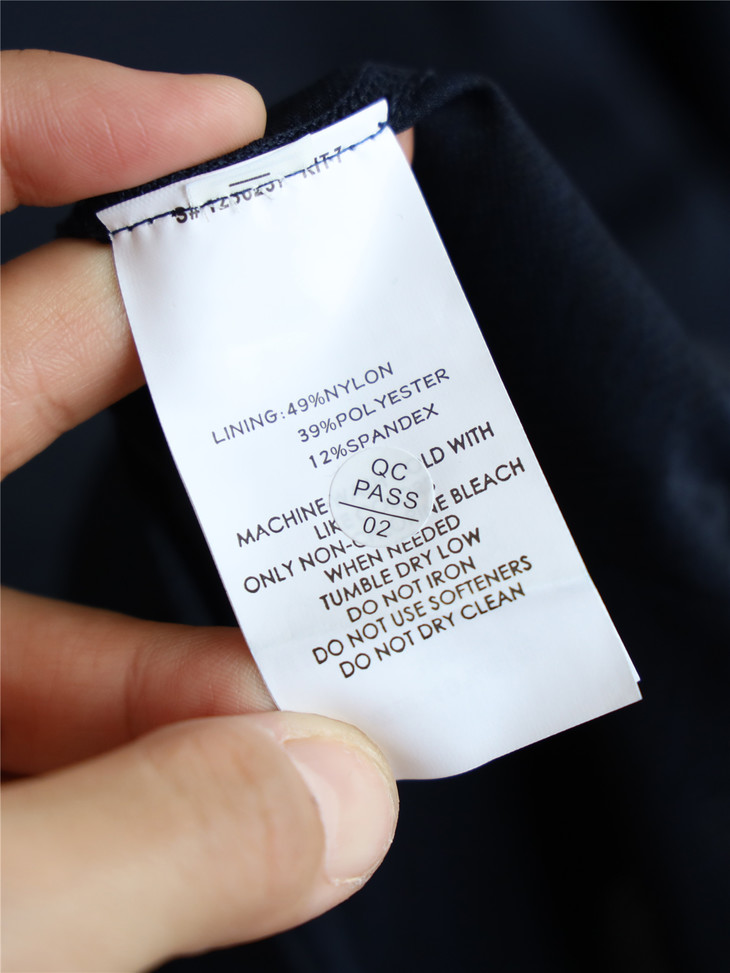 S#
LINING:49%NYLON
39%POLYESTER
12%SPANDEX
MACHINE LD WITH
LIK
ONLY NON- NE BLEACH
WHEN NEEDED
TUMBLE DRY LOW
DO NOT IRON
DO NOT USE SOFTENERS
DO NOT DRY CLEAN
QC
PASS
02